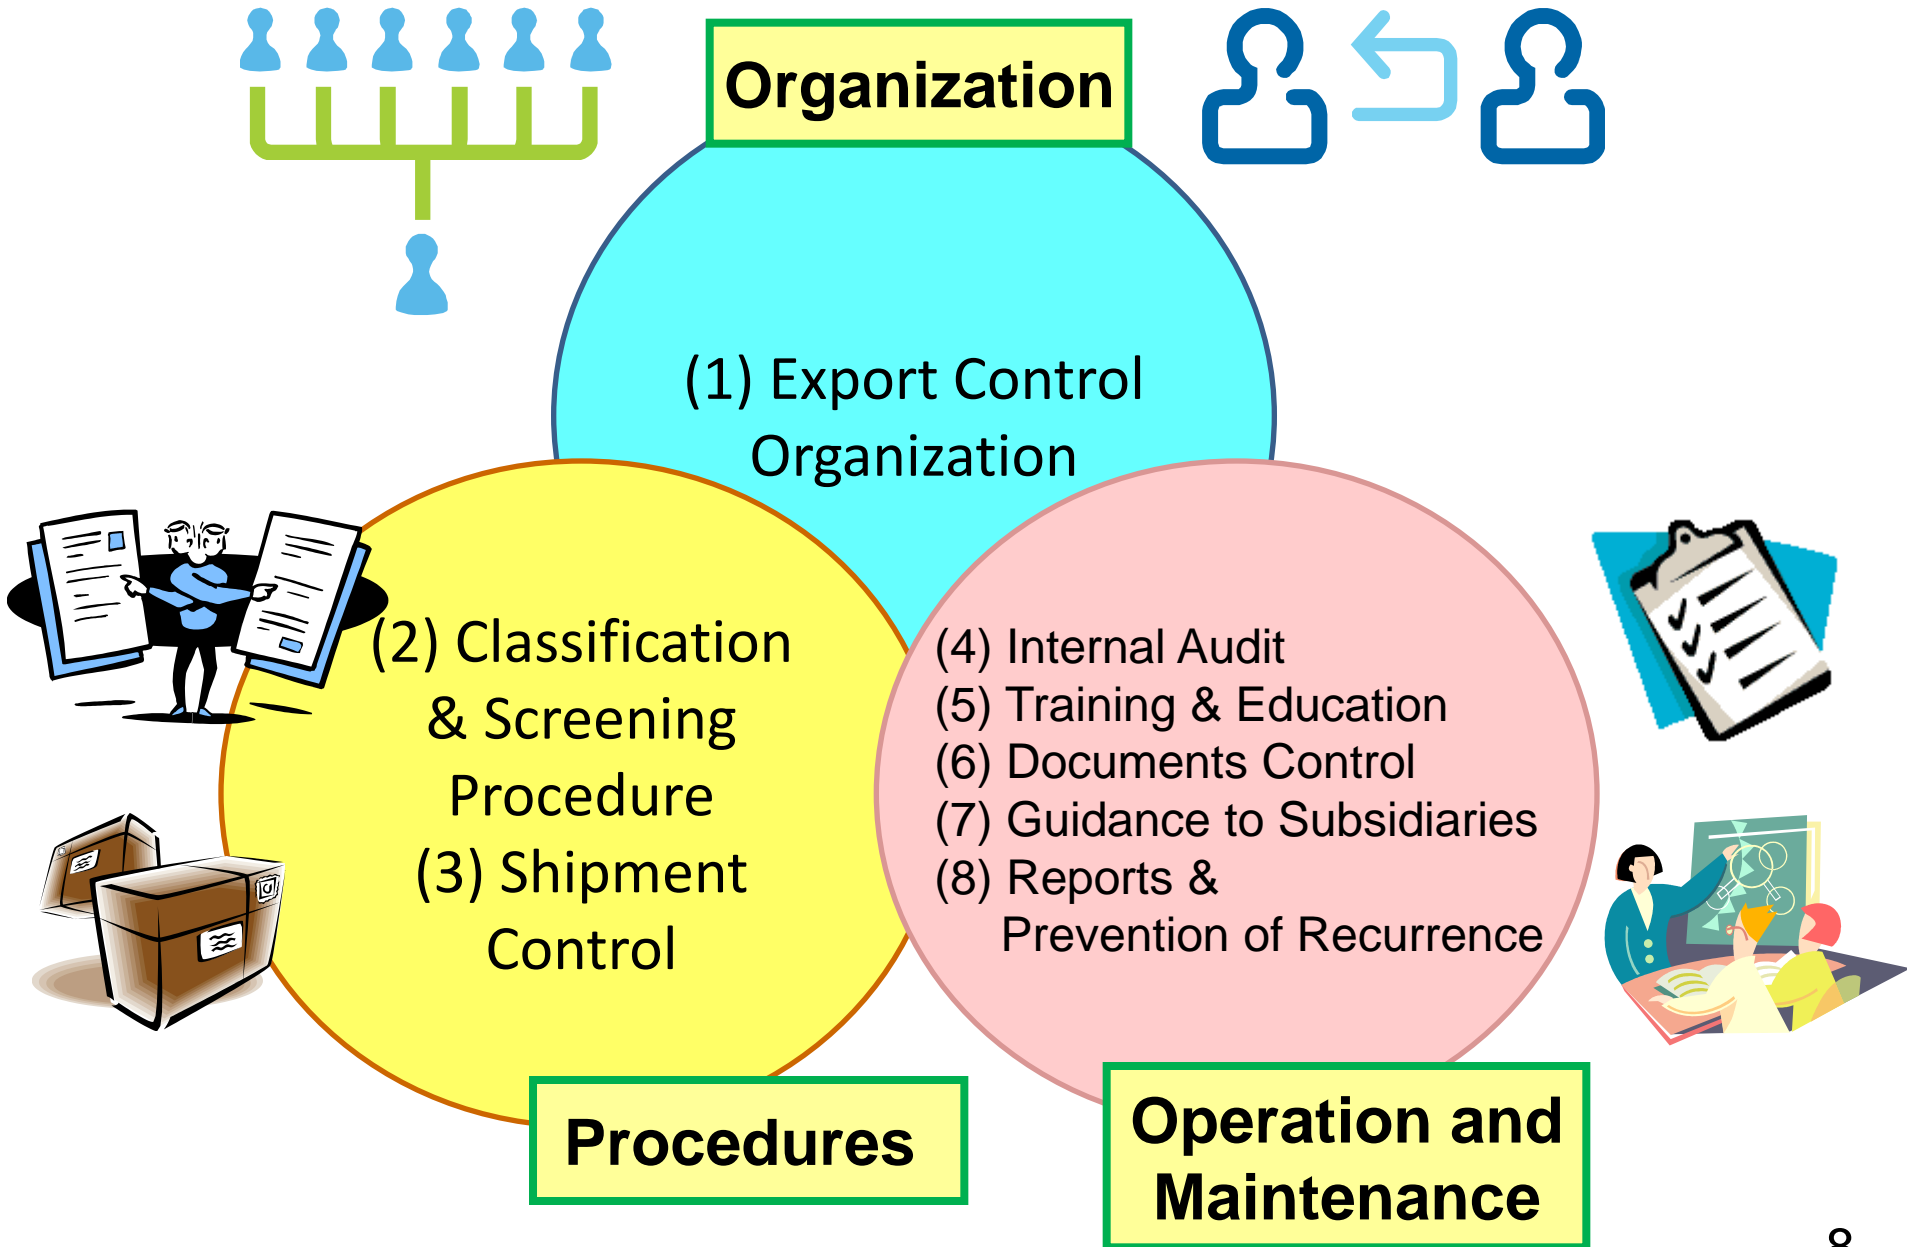 Organization
(1) Export Control
Organization
(2) Classification
& Screening
Procedure
(3) Shipment
Control
(4) Internal Audit
(5) Training & Education
(6) Documents Control
(7) Guidance to Subsidiaries
(8) Reports &
Prevention of Recurrence
Procedures
Operation and
Maintenance
8